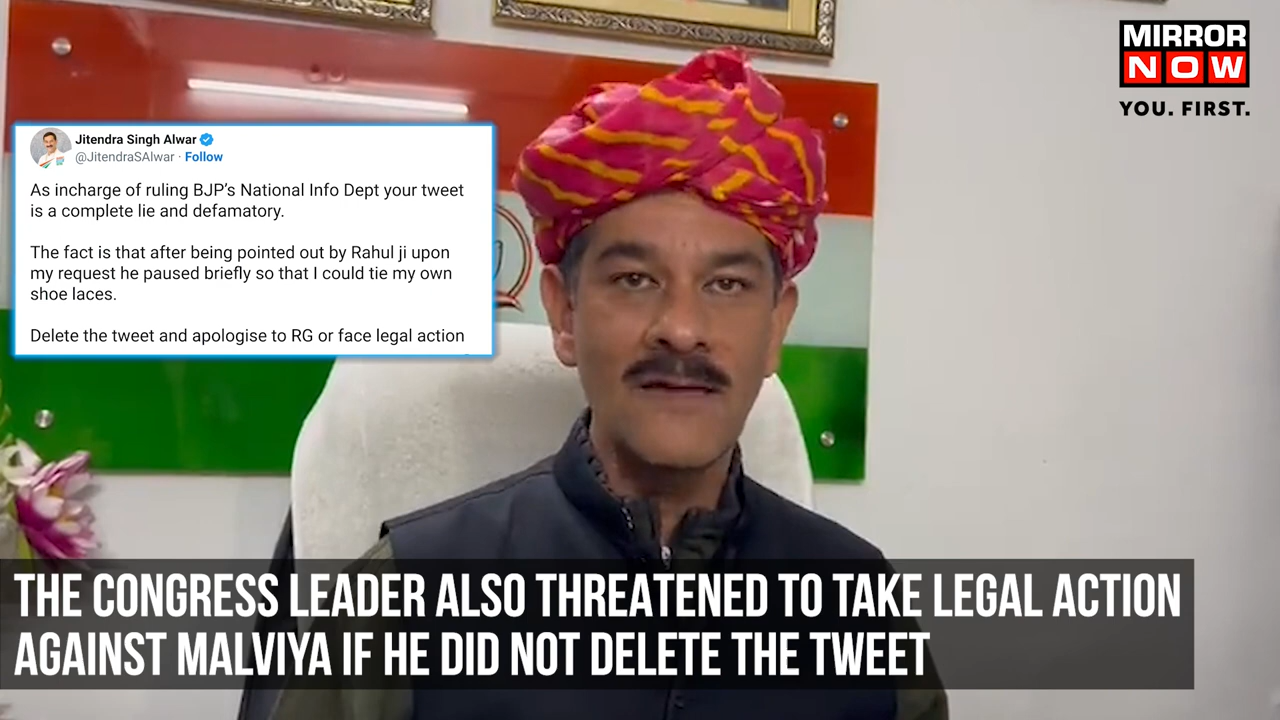 MIRROR
NOW
YOU. FIRST.
Jitendra Singh Alwar
@JitendraSAlwar · Follow
As incharge of ruling BJP's National Info Dept your tweet
is a complete lie and defamatory.
The fact is that after being pointed out by Rahul ji upon
my request he paused briefly so that I could tie my own
shoe laces.
Delete the tweet and apologise to RG or face legal action
THE CONGRESS LEADER ALSO THREATENED TO TAKE LEGAL ACTION
AGAINST MALVIYA IF HE DID NOT DELETE THE TWEET